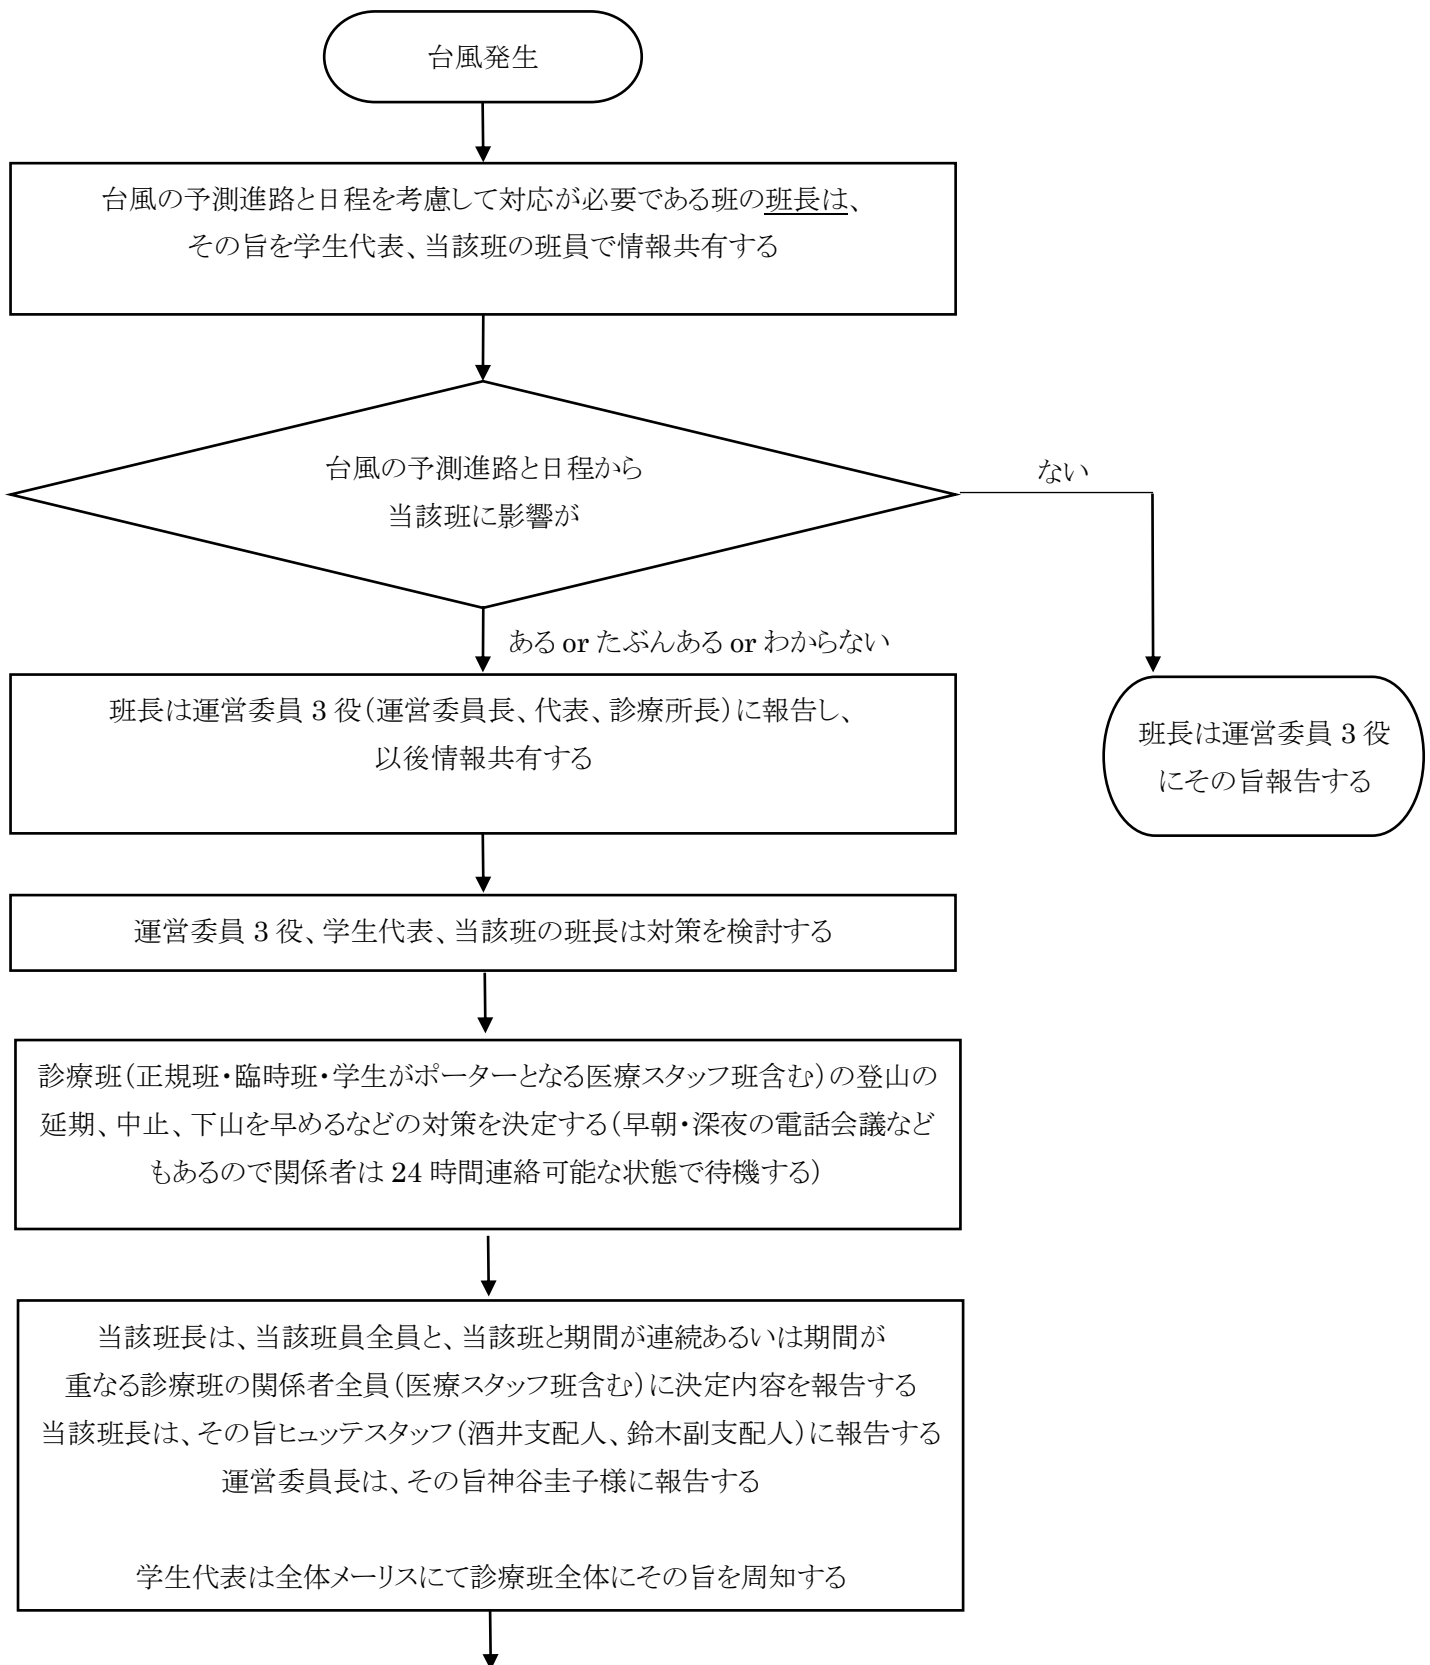 台風発生
台風の予測進路と日程を考慮して対応が必要である班の班長は、
その旨を学生代表、当該班の班員で情報共有する
台風の予測進路と日程から
当該班に影響が
ない
ある or たぶんある or わからない
班長は運営委員 3 役(運営委員長、代表、診療所長)に報告し、
以後情報共有する
班長は運営委員 3 役
にその旨報告する
運営委員 3 役、学生代表、当該班の班長は対策を検討する
診療班(正規班・臨時班・学生がポーターとなる医療スタッフ班含む)の登山の
延期、中止、下山を早めるなどの対策を決定する(早朝・深夜の電話会議など
もあるので関係者は 24 時間連絡可能な状態で待機する)
当該班長は、当該班員全員と、当該班と期間が連続あるいは期間が
重なる診療班の関係者全員(医療スタッフ班含む)に決定内容を報告する
当該班長は、その旨ヒュッテスタッフ(酒井支配人、鈴木副支配人)に報告する
運営委員長は、その旨神谷圭子様に報告する
学生代表は全体メーリスにて診療班全体にその旨を周知する